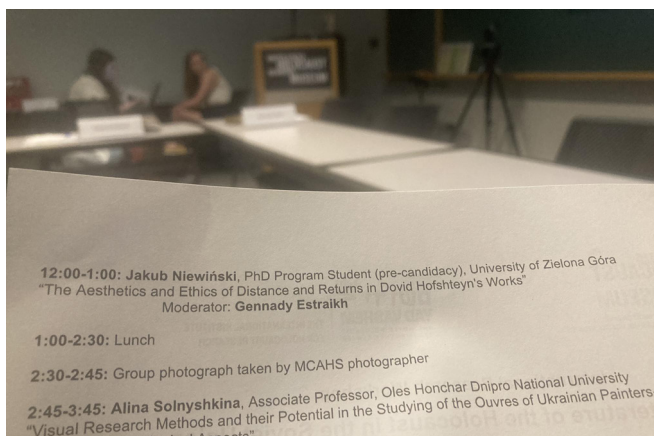 12:00-1:00: Jakub Niewiński, PhD Program Student (pre-candidacy), University of Zielona Góra
"The Aesthetics and Ethics of Distance and Returns in Dovid Hofshteyn's Works"
Moderator: Gennady Estraikh
1:00-2:30: Lunch
2:30-2:45: Group photograph taken by MCAHS photographer
2:45-3:45: Alina Solnyshkina, Associate Professor, Oles Honchar Dnipro National University
"Visual Research Methods and their Potential in the Studying of the Ouvres of Ukrainian Painters